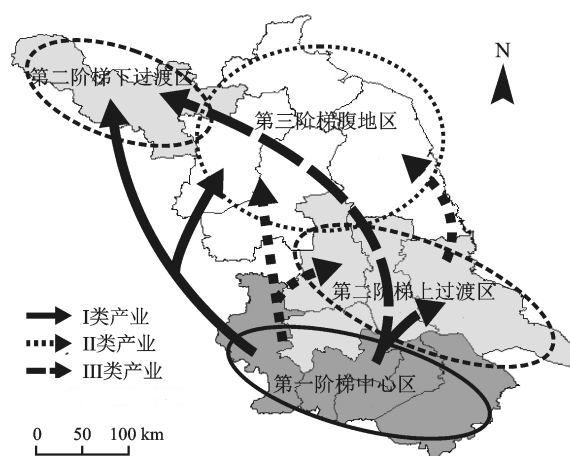 第二阶梯下过渡区
N
第三阶梯腹地区
第二阶梯上过渡区
I类产业
II类产业
III类产业
第一阶梯中心区
0 50 100 km